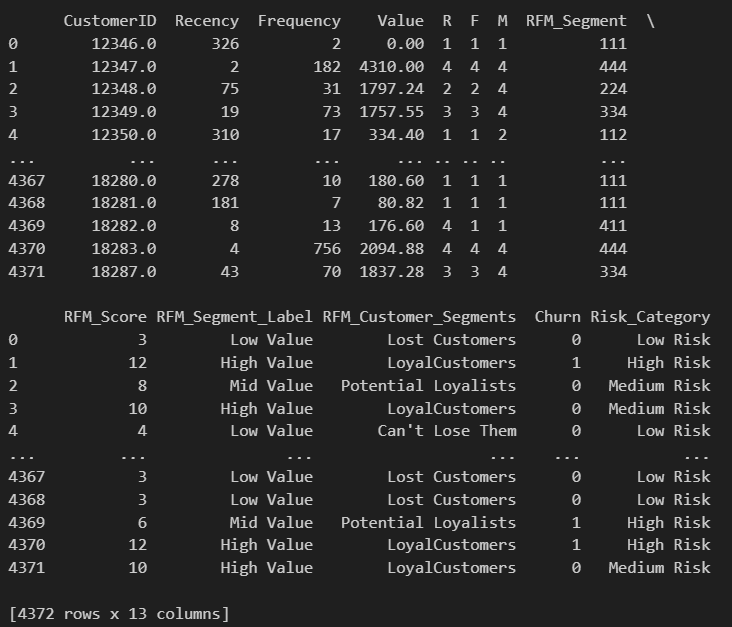 CustomerID Recency Frequency Value R F M RFM_Segment \
0 12346.0 326 2 0.00 1 1 1 111
1 12347.0 2 182 4310.00 4 4 4 444
2 12348.0 75 31 1797.24 2 2 4 224
3 12349.0 19 73 1757.55 3 3 4 334
4 12350.0 310 17 334.40 1 1 2 112
... ... ... ... ... .. .. .. ...
4367 18280.0 278 10 180.60 1 1 1 111
4368 18281.0 181 7 80.82 1 1 1 111
4369 18282.0 8 13 176.60 4 1 1 411
4370 18283.0 4 756 2094.88 4 4 4 444
4371 18287.0 43 70 1837.28 3 3 4 334
RFM_Score RFM_Segment_Label RFM_Customer_Segments Churn Risk_Category
0 3 Low Value Lost Customers 0 Low Risk
1 12 High Value LoyalCustomers 1 High Risk
2 8 Mid Value Potential Loyalists 0 Medium Risk
3 10 High Value LoyalCustomers 0 Medium Risk
4 4 Low Value Can't Lose Them 0 Low Risk
... ... ... ... ... ...
4367 3 Low Value Lost Customers 0 Low Risk
4368 3 Low Value Lost Customers 0 Low Risk
4369 6 Mid Value Potential Loyalists 1 High Risk
4370 12 High Value LoyalCustomers 1 High Risk
4371 10 High Value LoyalCustomers 0 Medium Risk
[4372 rows x 13 columns]